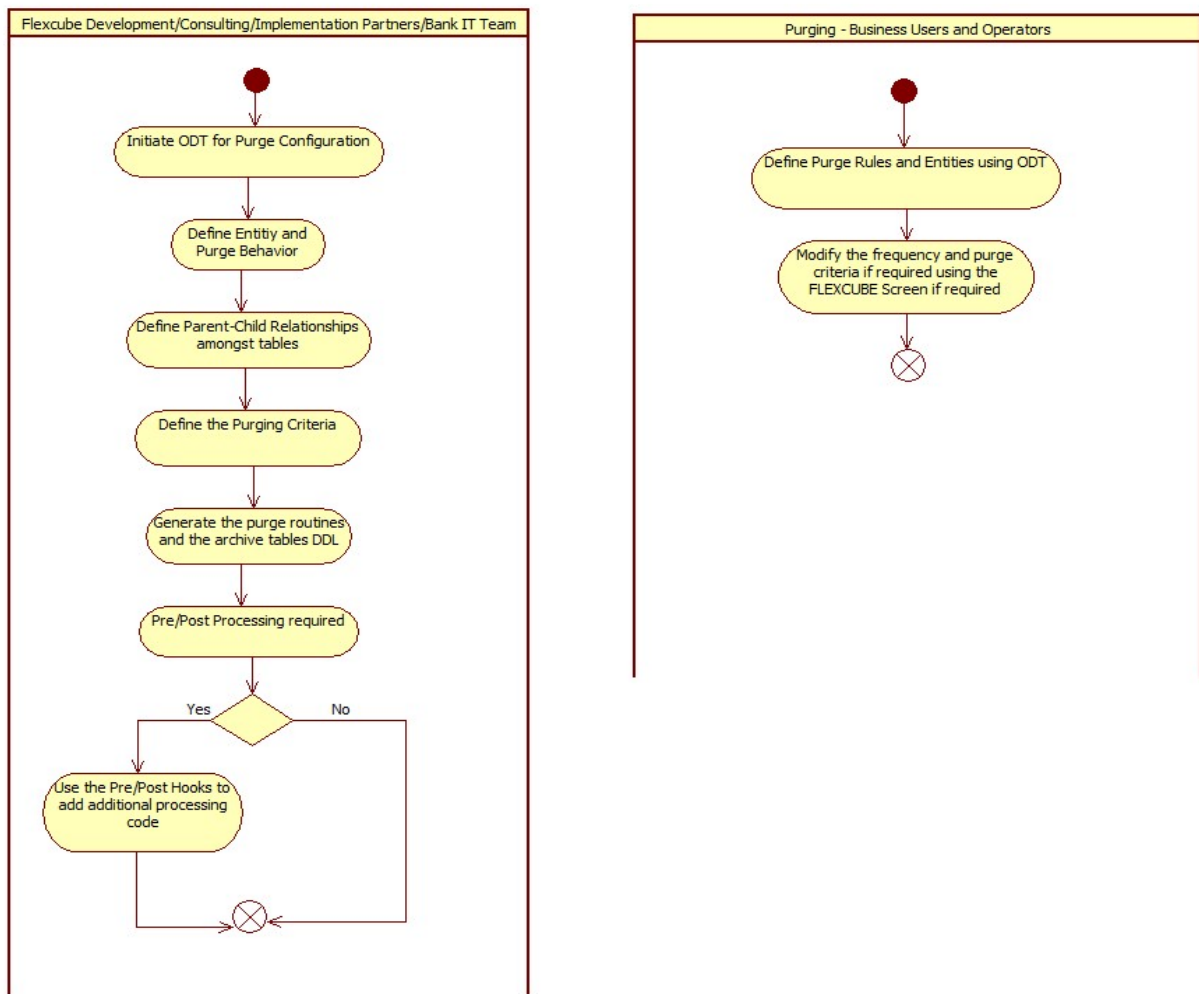 Flexcube Development/Consulting/Implementation Partners/Bank IT Team
Initiate ODT for Purge Configuration
Define Entitiy and
Purge Behavior
Define Parent-Child Relationships
amongst tables
Define the Purging Criteria
Generate the purge routines
and the archive tables DDL
Pre/Post Processing required
Yes
No
Use the Pre/Post Hooks to
add additional processing
code
Purging - Business Users and Operators
Define Purge Rules and Entities using ODT
Modify the frequency and purge
criteria if required using the
FLEXCUBE Screen if required